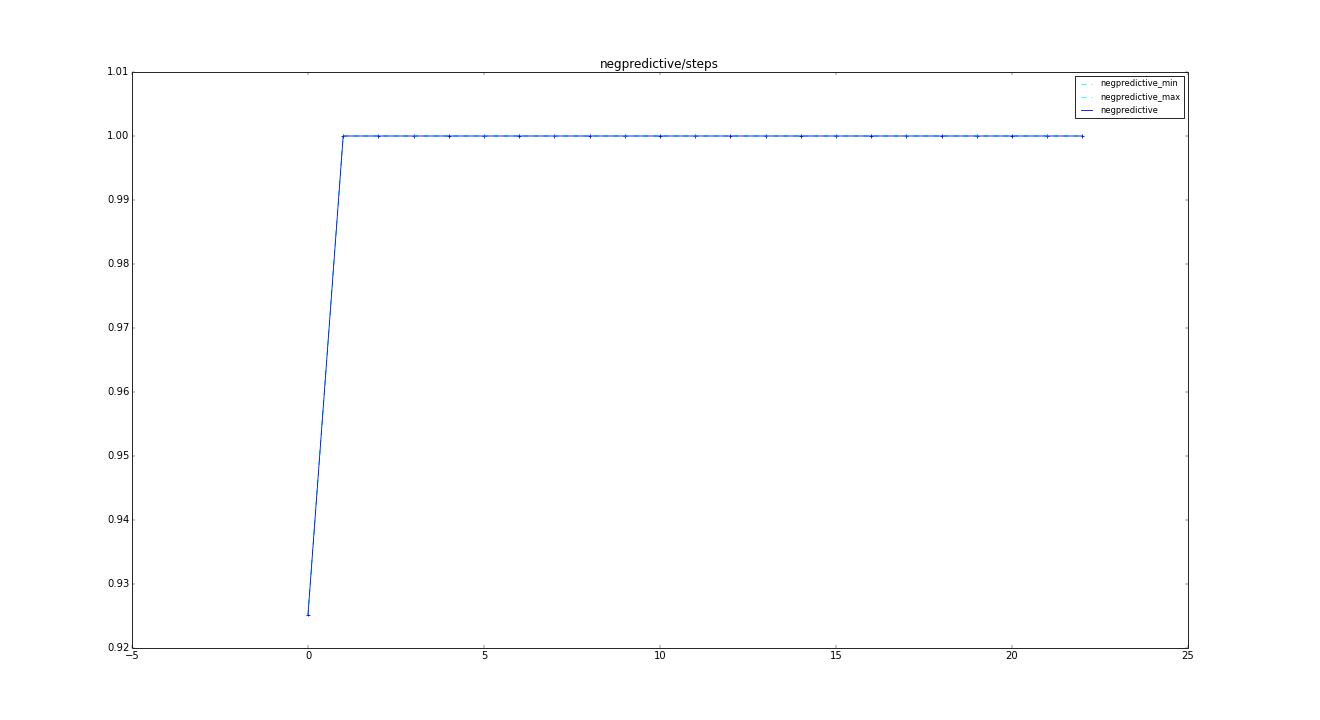 negpredictive/steps
1.01
1.00
0.99
0.98
0.97
0.96
0.95
0.94
0.93
0.92
negpredictive_min
negpredictive_max
negpredictive
−5 0 5 10 15 20 25